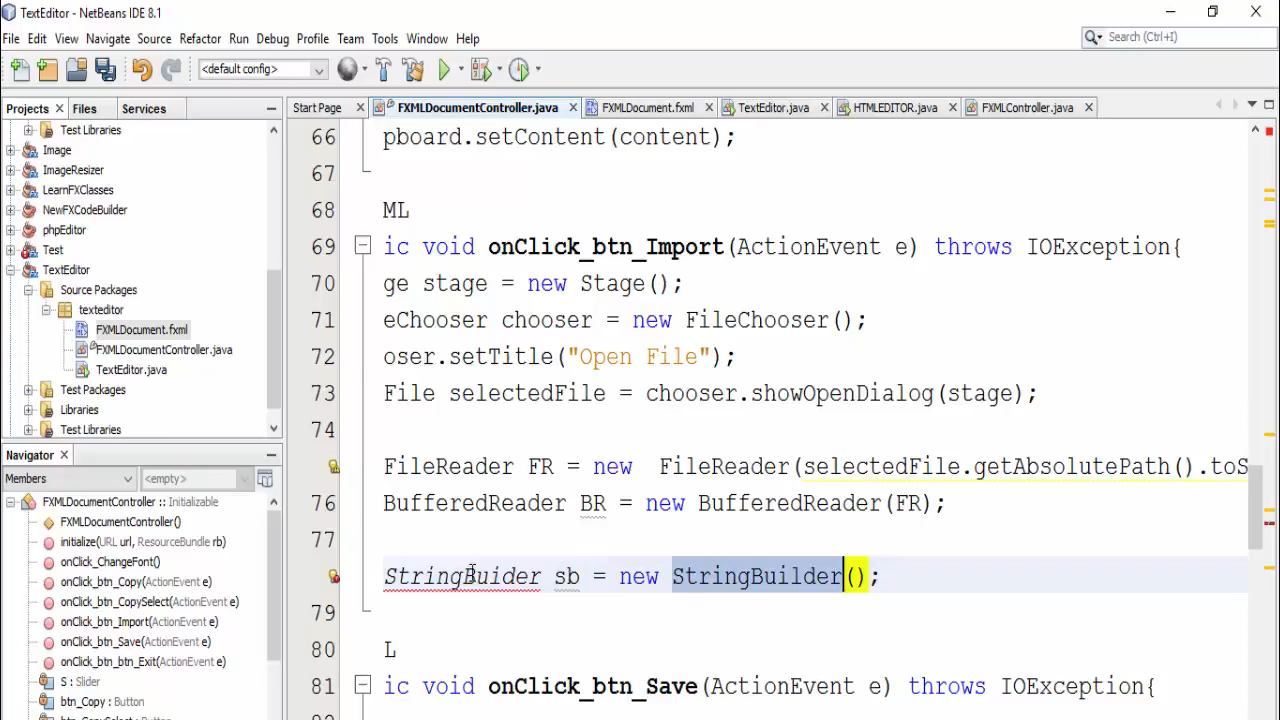 TextEditor - NetBeans IDE 8.1
File Edit View Navigate Source Refactor Run Debug Profile Team Tools Window Help
Search (Ctrl+I)
<default config>
Projects Files Services
Start Page FXMLDocumentController.java FXMLDocument.fxml TextEditor.java HTMLEDITOR.java FXMLController.java
Test Libraries
Image
ImageResizer
LearnFXClasses
NewFXCodeBuilder
phpEditor
Test
TextEditor
Source Packages
texteditor
FXMLDocument.fxml
FXMLDocumentController.java
TextEditor.java
Test Packages
Libraries
Test Libraries
Navigator
Members <empty>
FXMLDocumentController :: Initializable
FXMLDocumentController()
initialize(URL url, ResourceBundle rb)
onClick_ChangeFont()
onClick_btn_Copy(ActionEvent e)
onClick_btn_CopySelect(ActionEvent e)
onClick_btn_Import(ActionEvent e)
onClick_btn_Save(ActionEvent e)
onClick_btn_btn_Exit(ActionEvent e)
S : Slider
btn_Copy : Button
btn_CopySelect : Button
66 pboard.setContent(content);
67
68 ML
69 ic void onClick_btn_Import(ActionEvent e) throws IOException{
70 ge stage = new Stage();
71 eChooser chooser = new FileChooser();
72 oser.setTitle("Open File");
73 File selectedFile = chooser.showOpenDialog(stage);
74
FileReader FR = new  FileReader(selectedFile.getAbsolutePath().toS
76 BufferedReader BR = new BufferedReader(FR);
77
StringBuider sb = new StringBuilder();
79
80 L
81 ic void onClick_btn_Save(ActionEvent e) throws IOException{